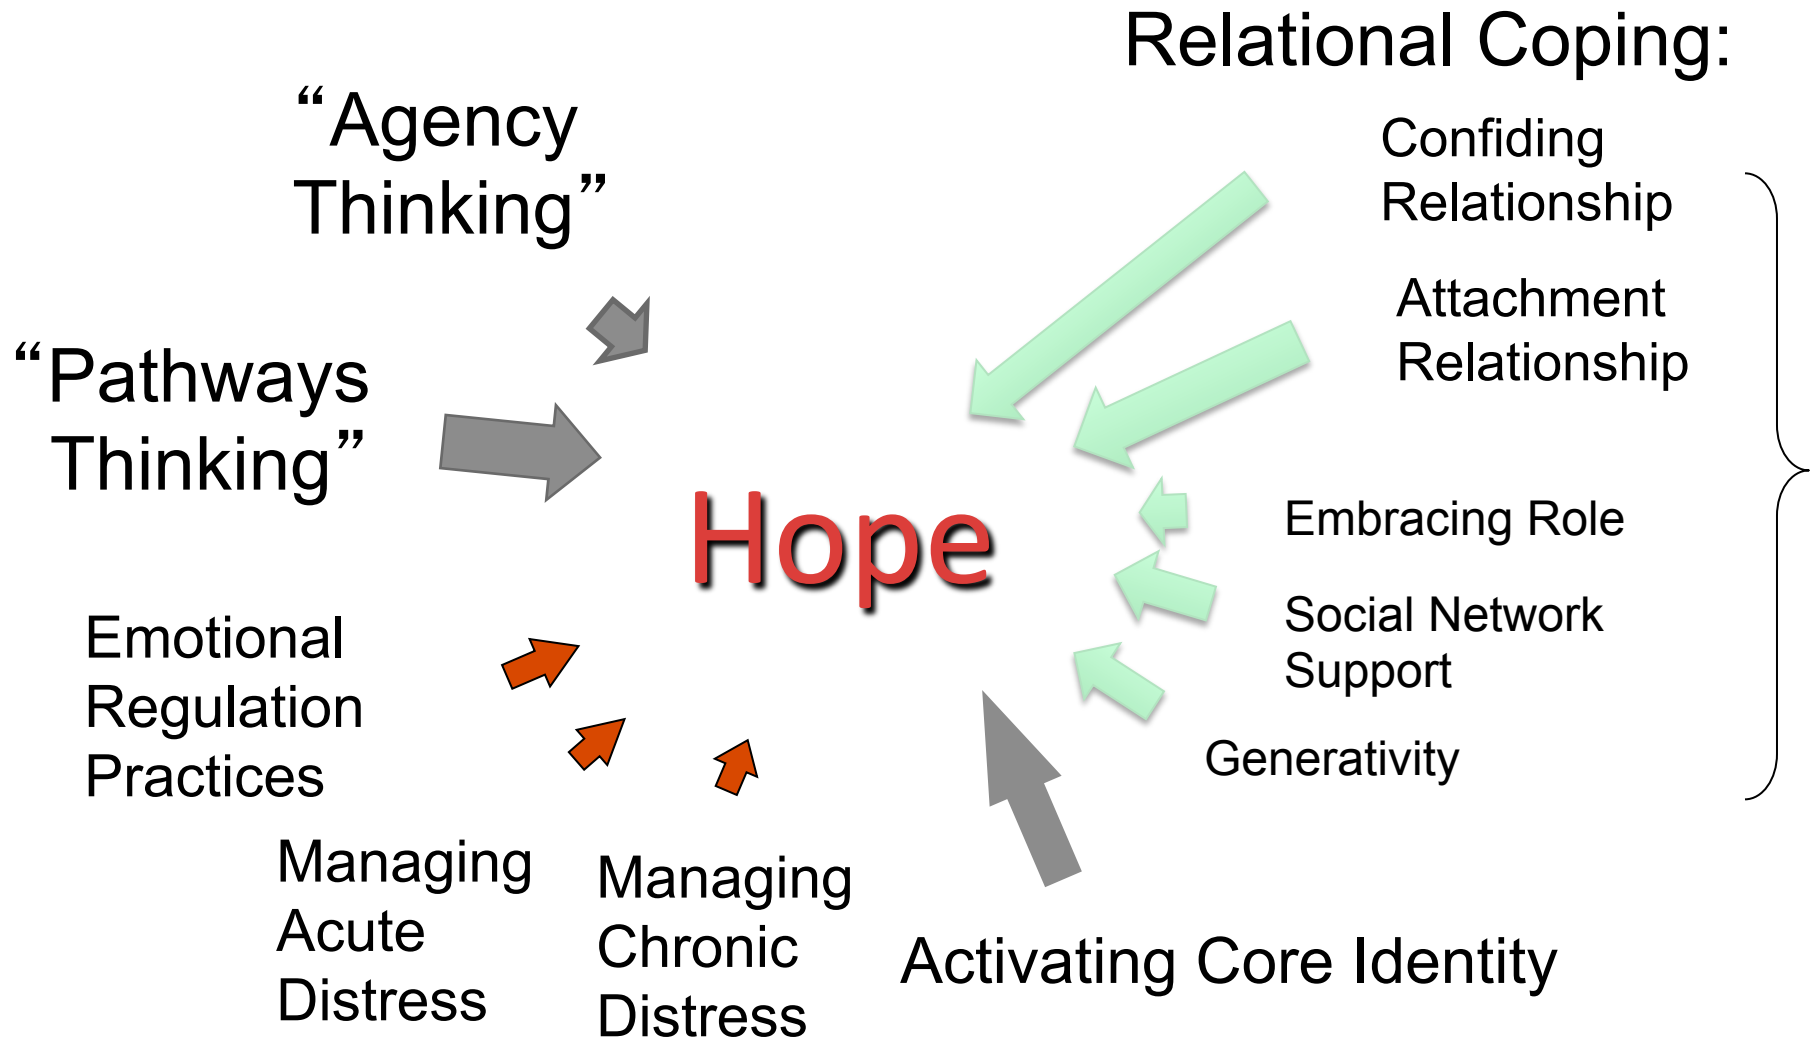 Relational Coping:
“Agency
Thinking”
Confiding
Relationship
Attachment
Relationship
“Pathways
Thinking”
Hope
Embracing Role
Social Network
Support
Generativity
Emotional
Regulation
Practices
Managing
Acute
Distress
Managing
Chronic
Distress
Activating Core Identity